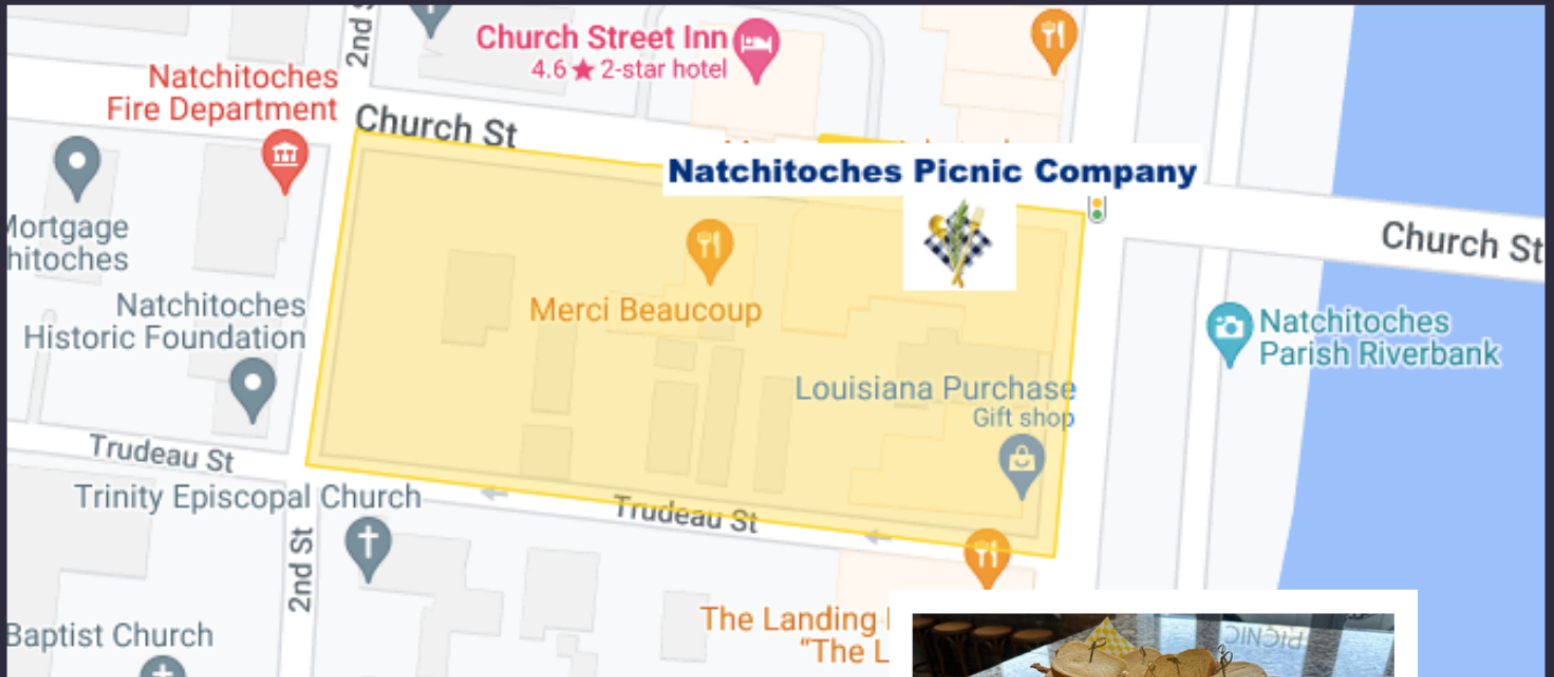 2nd S
Church Street Inn
4.6★ 2-star hotel
Natchitoches
Fire Department
Church St
Natchitoches Picnic Company
Mortgage
hitoches
Church St
Merci Beaucoup
Natchitoches
Historic Foundation
Natchitoches
Parish Riverbank
Louisiana Purchase
Gift shop
Trudeau St
Trinity Episcopal Church
Trudeau St
2nd St
The Landing
"The L
Baptist Church
PICNIC